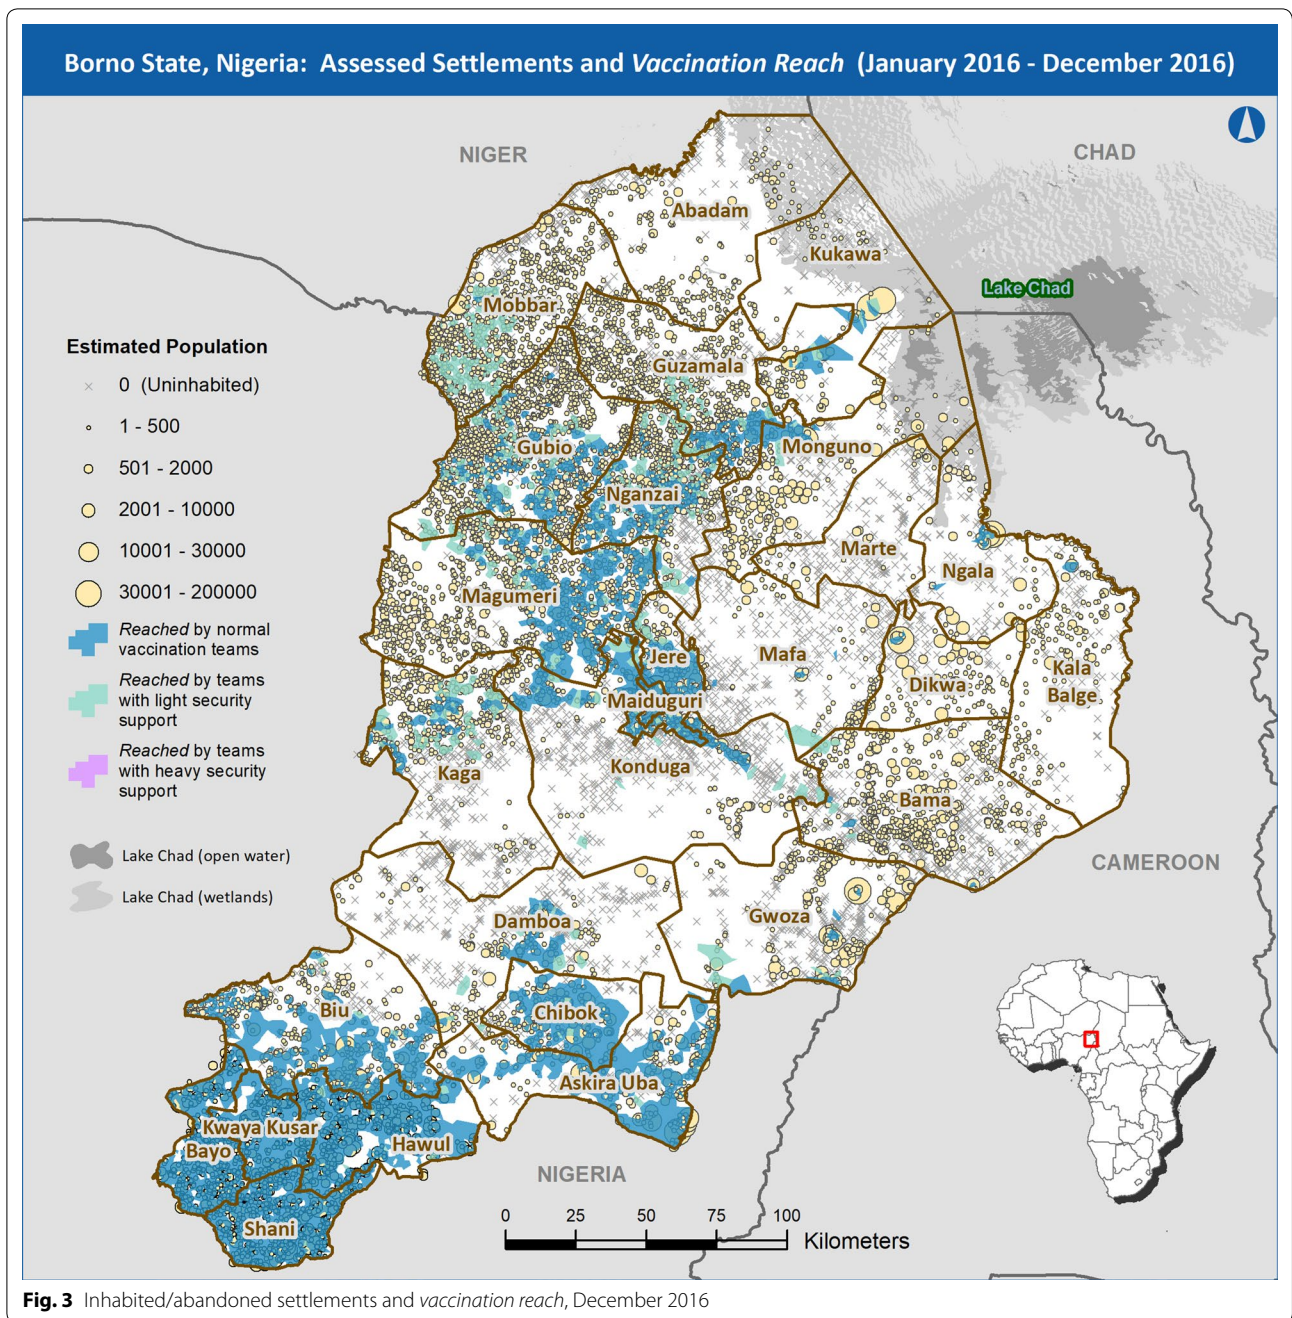 Borno State, Nigeria: Assessed Settlements and Vaccination Reach (January 2016 - December 2016)
NIGER
CHAD
Abadam
Kukawa
Lake Chad
Mobbar
Estimated Population
0 (Uninhabited)
1 - 500
501 - 2000
2001 - 10000
10001 - 30000
30001 - 200000
Reached by normal
vaccination teams
Reached by teams
with light security
support
Reached by teams
with heavy security
support
Lake Chad (open water)
Lake Chad (wetlands)
Guzamala
Gubio
Monguno
Nganzai
Marte
Ngala
Magumeri
Jere
Mafa
Kala
Balge
Dikwa
Maiduguri
Konduga
Kaga
Bama
CAMEROON
Gwoza
Damboa
Biu
Chibok
Askira Uba
Kwaya Kusar
Hawul
Bayo
NIGERIA
Shani
0 25 50 75 100
Kilometers
Fig. 3 Inhabited/abandoned settlements and vaccination reach, December 2016